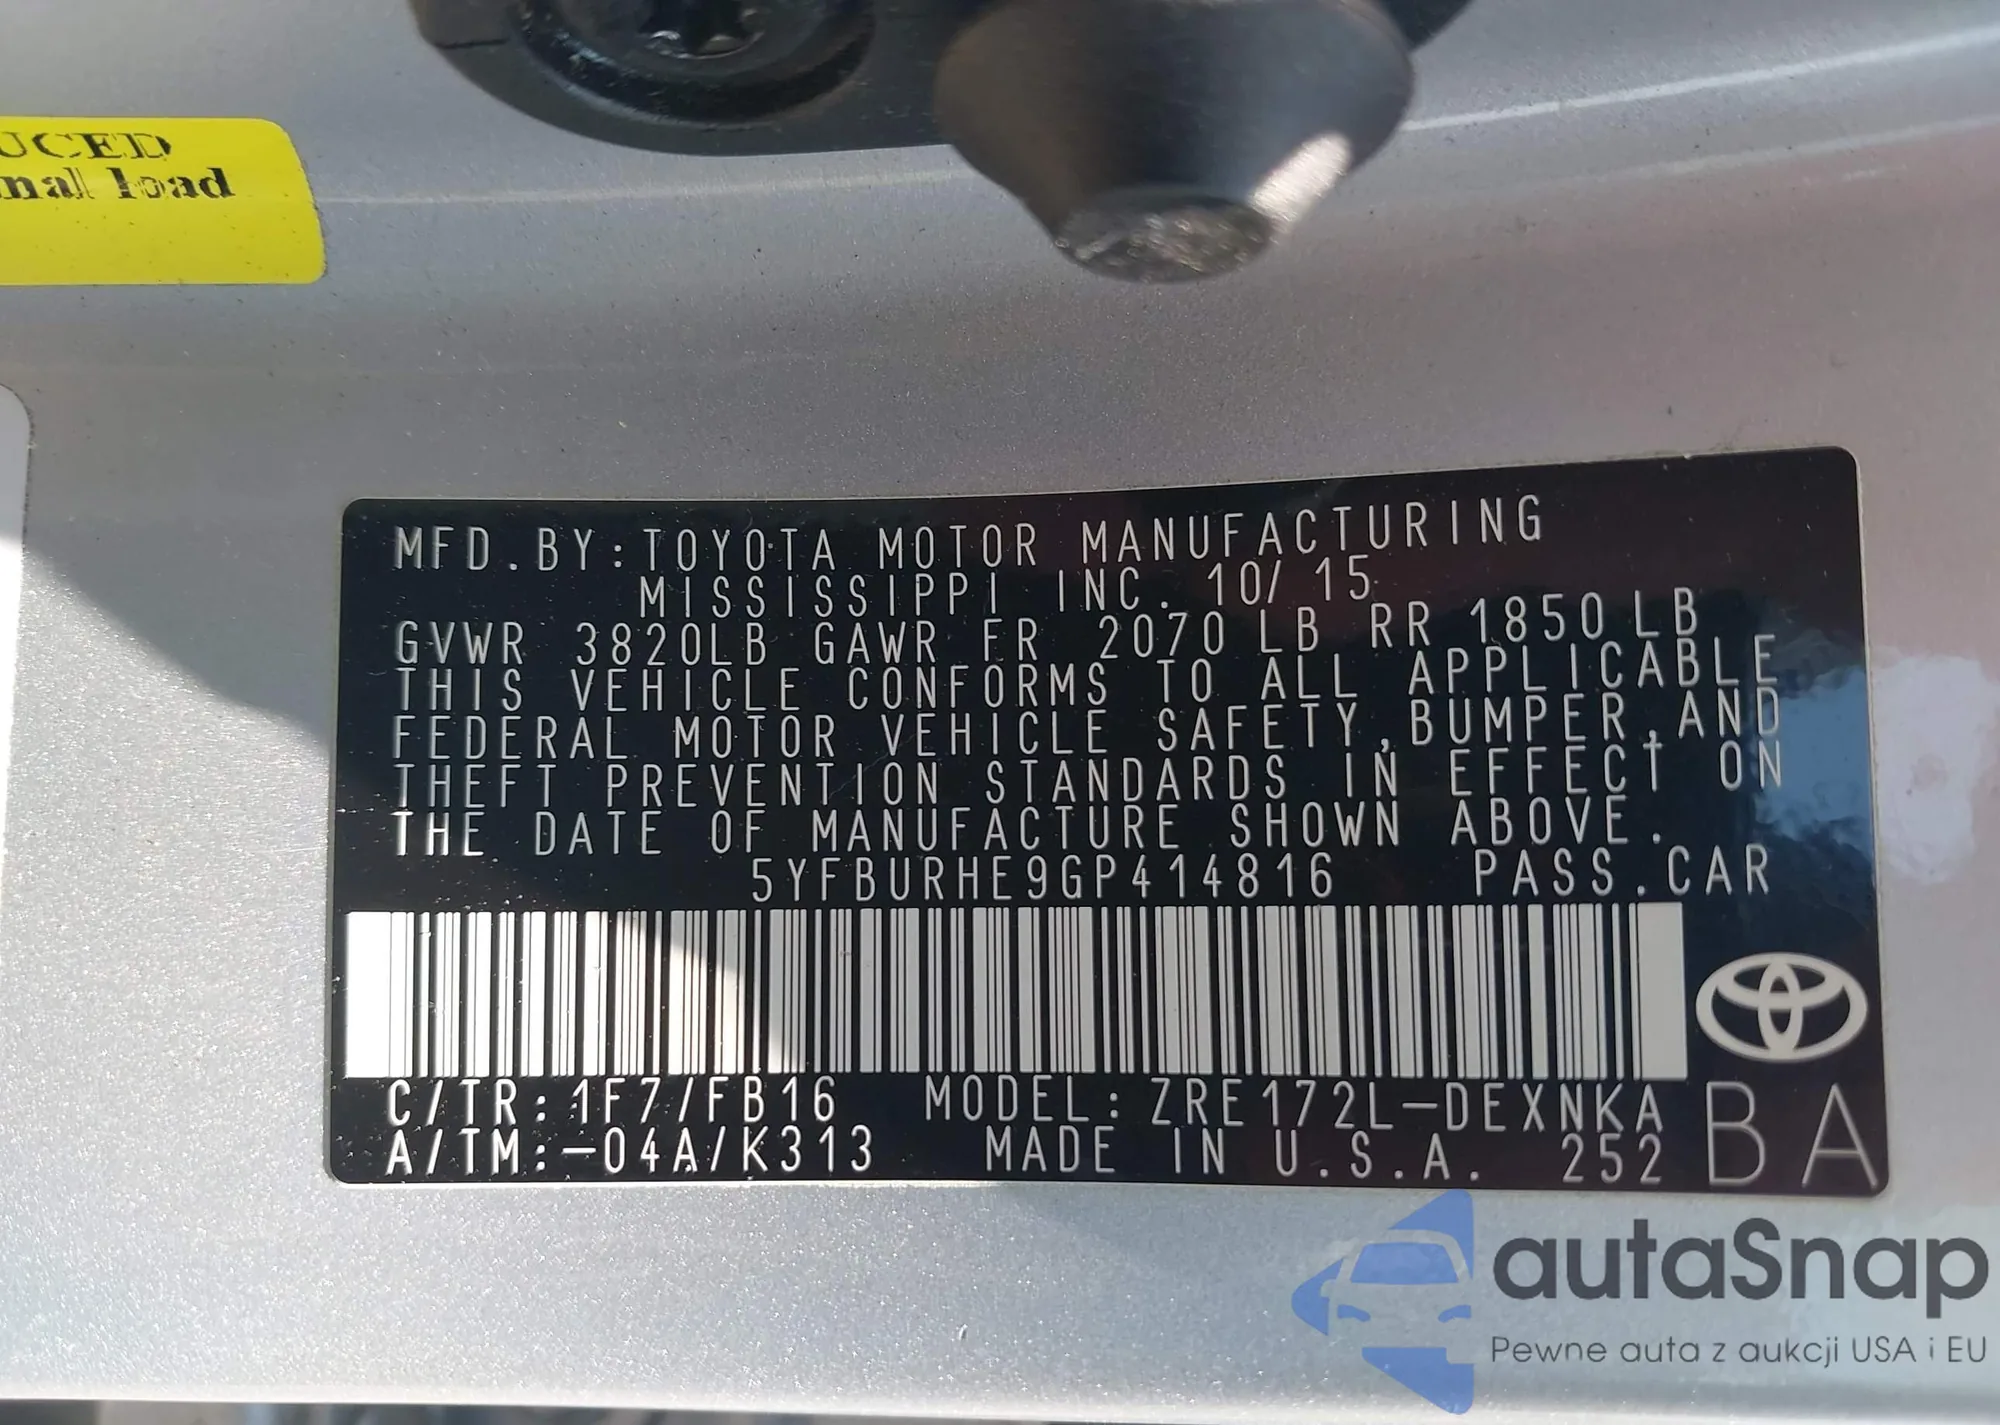 UCED
nal load
MFD. BY: TOYOTA MOTOR MANUFACTURING
MISSISSIPPI INC. 10/15
GVWR 3820LB GAWR FR 2070 LB RR 1850LB
THIS VEHICLE CONFORMS TO ALL APPLICABLE
FEDERAL MOTOR VEHICLE SAFETY, BUMPER, AND
THEFT PREVENTION STANDARDS IN EFFECT ON
THE DATE OF MANUFACTURE SHOWN ABOVE.
5YFBURHE9GP414816 PASS. CAR
C/TR: 1F7/FB16 MODEL: ZRE172L-DEXNKA
A/TM: -04A/K313 MADE IN U.S.A. 252
BA
autaSnap
Pewne auta z aukcji USA i EU